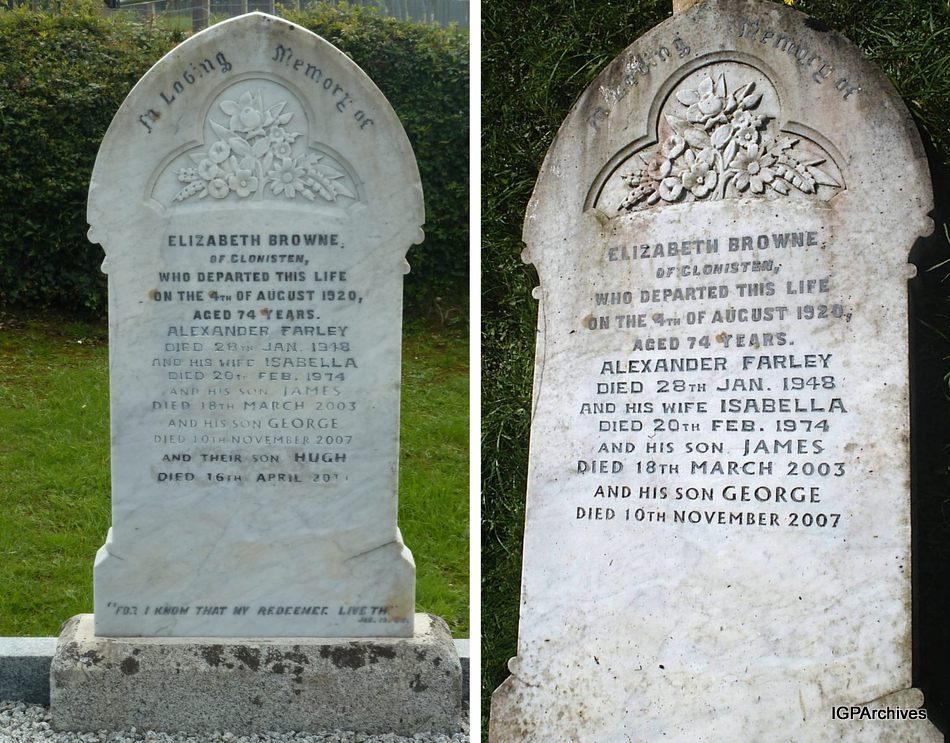 In Loving Memory of
ELIZABETH BROWNE,
OF CLONISTEN,
WHO DEPARTED THIS LIFE
ON THE 4TH OF AUGUST 1920,
AGED 74 YEARS.
ALEXANDER FARLEY
DIED 28TH JAN. 1948
AND HIS WIFE ISABELLA
DIED 20TH FEB. 1974
AND HIS SON JAMES
DIED 18TH MARCH 2003
AND HIS SON GEORGE
DIED 10TH NOVEMBER 2007
AND THEIR SON HUGH
DIED 16TH APRIL
"FOR I KNOW THAT MY REDEEMER LIVETH"
In Loving Memory of
ELIZABETH BROWNE,
OF CLONISTEN,
WHO DEPARTED THIS LIFE
ON THE 4TH OF AUGUST 1920,
AGED 74 YEARS.
ALEXANDER FARLEY
DIED 28TH JAN. 1948
AND HIS WIFE ISABELLA
DIED 20TH FEB. 1974
AND HIS SON JAMES
DIED 18TH MARCH 2003
AND HIS SON GEORGE
DIED 10TH NOVEMBER 2007
IGPArchives